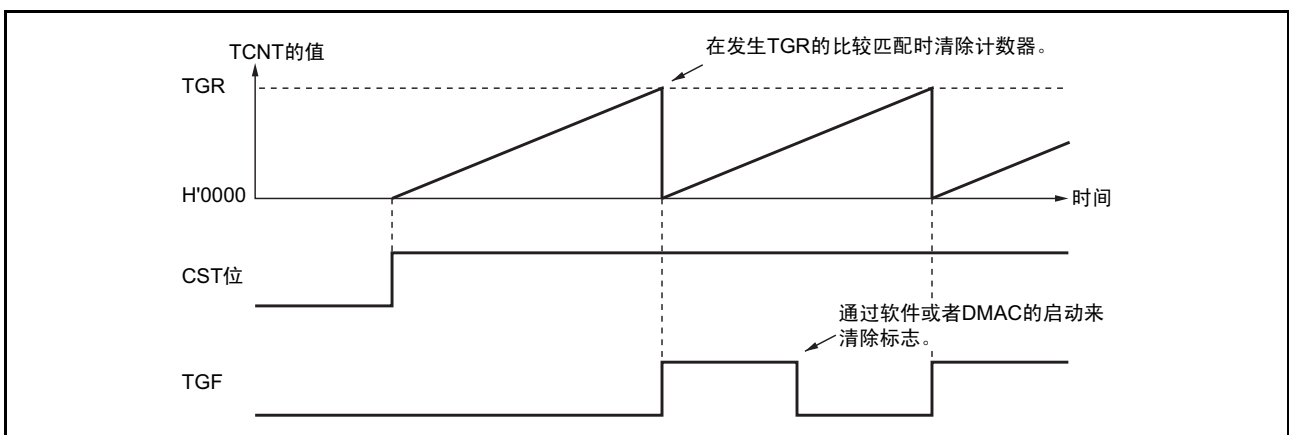 TCNT的值
在发生TGR的比较匹配时清除计数器。
TGR
H'0000
时间
CST位
通过软件或者DMAC的启动来
清除标志。
TGF